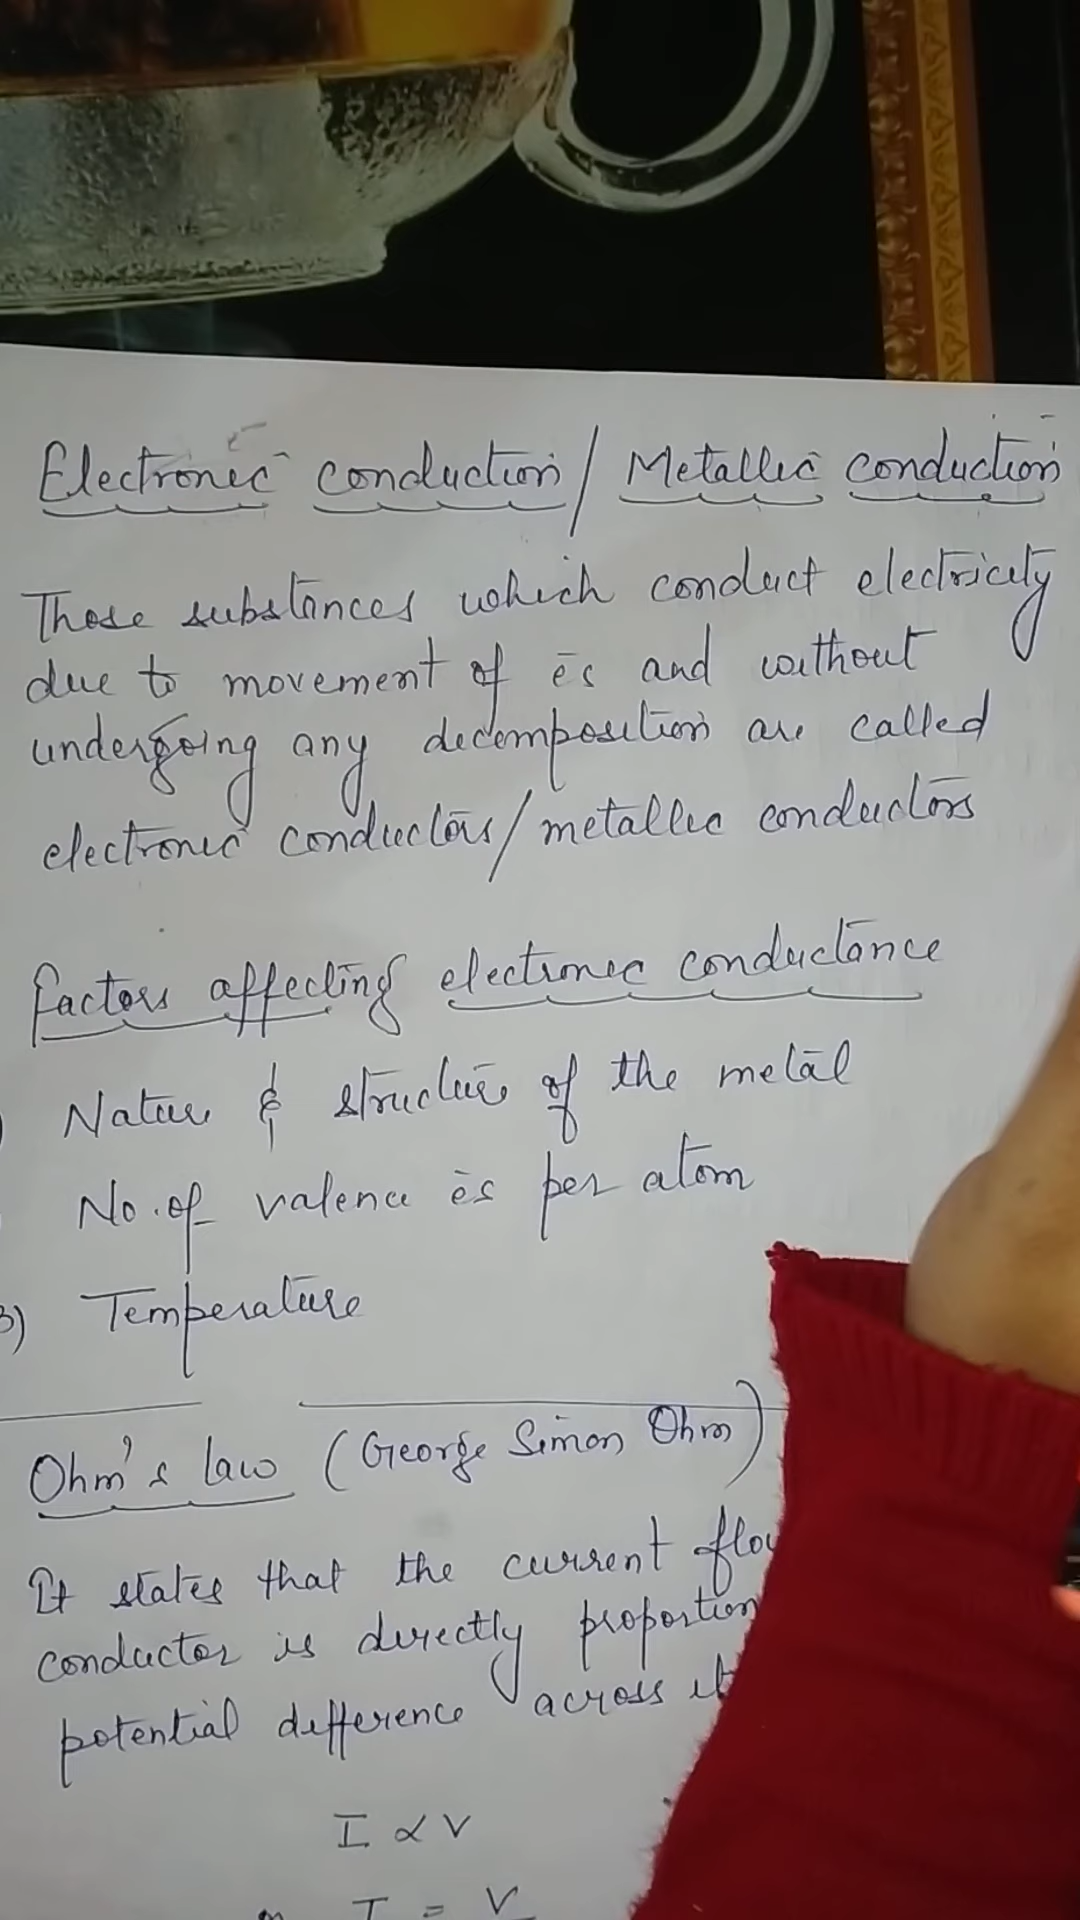 Electronic conduction / Metallic conduction
Those substances which conduct electricity
due to movement of ēs and without
undergoing any decomposition are called
electronic conductors / metallic conductors
factors affecting electronic conductance
) Nature & structure of the metal
No. of valence ēs per atom
3) Temperature
Ohm's law (George Simon Ohm)
It states that the current
conductor is directly
potential difference across
I ∝ V
I = V